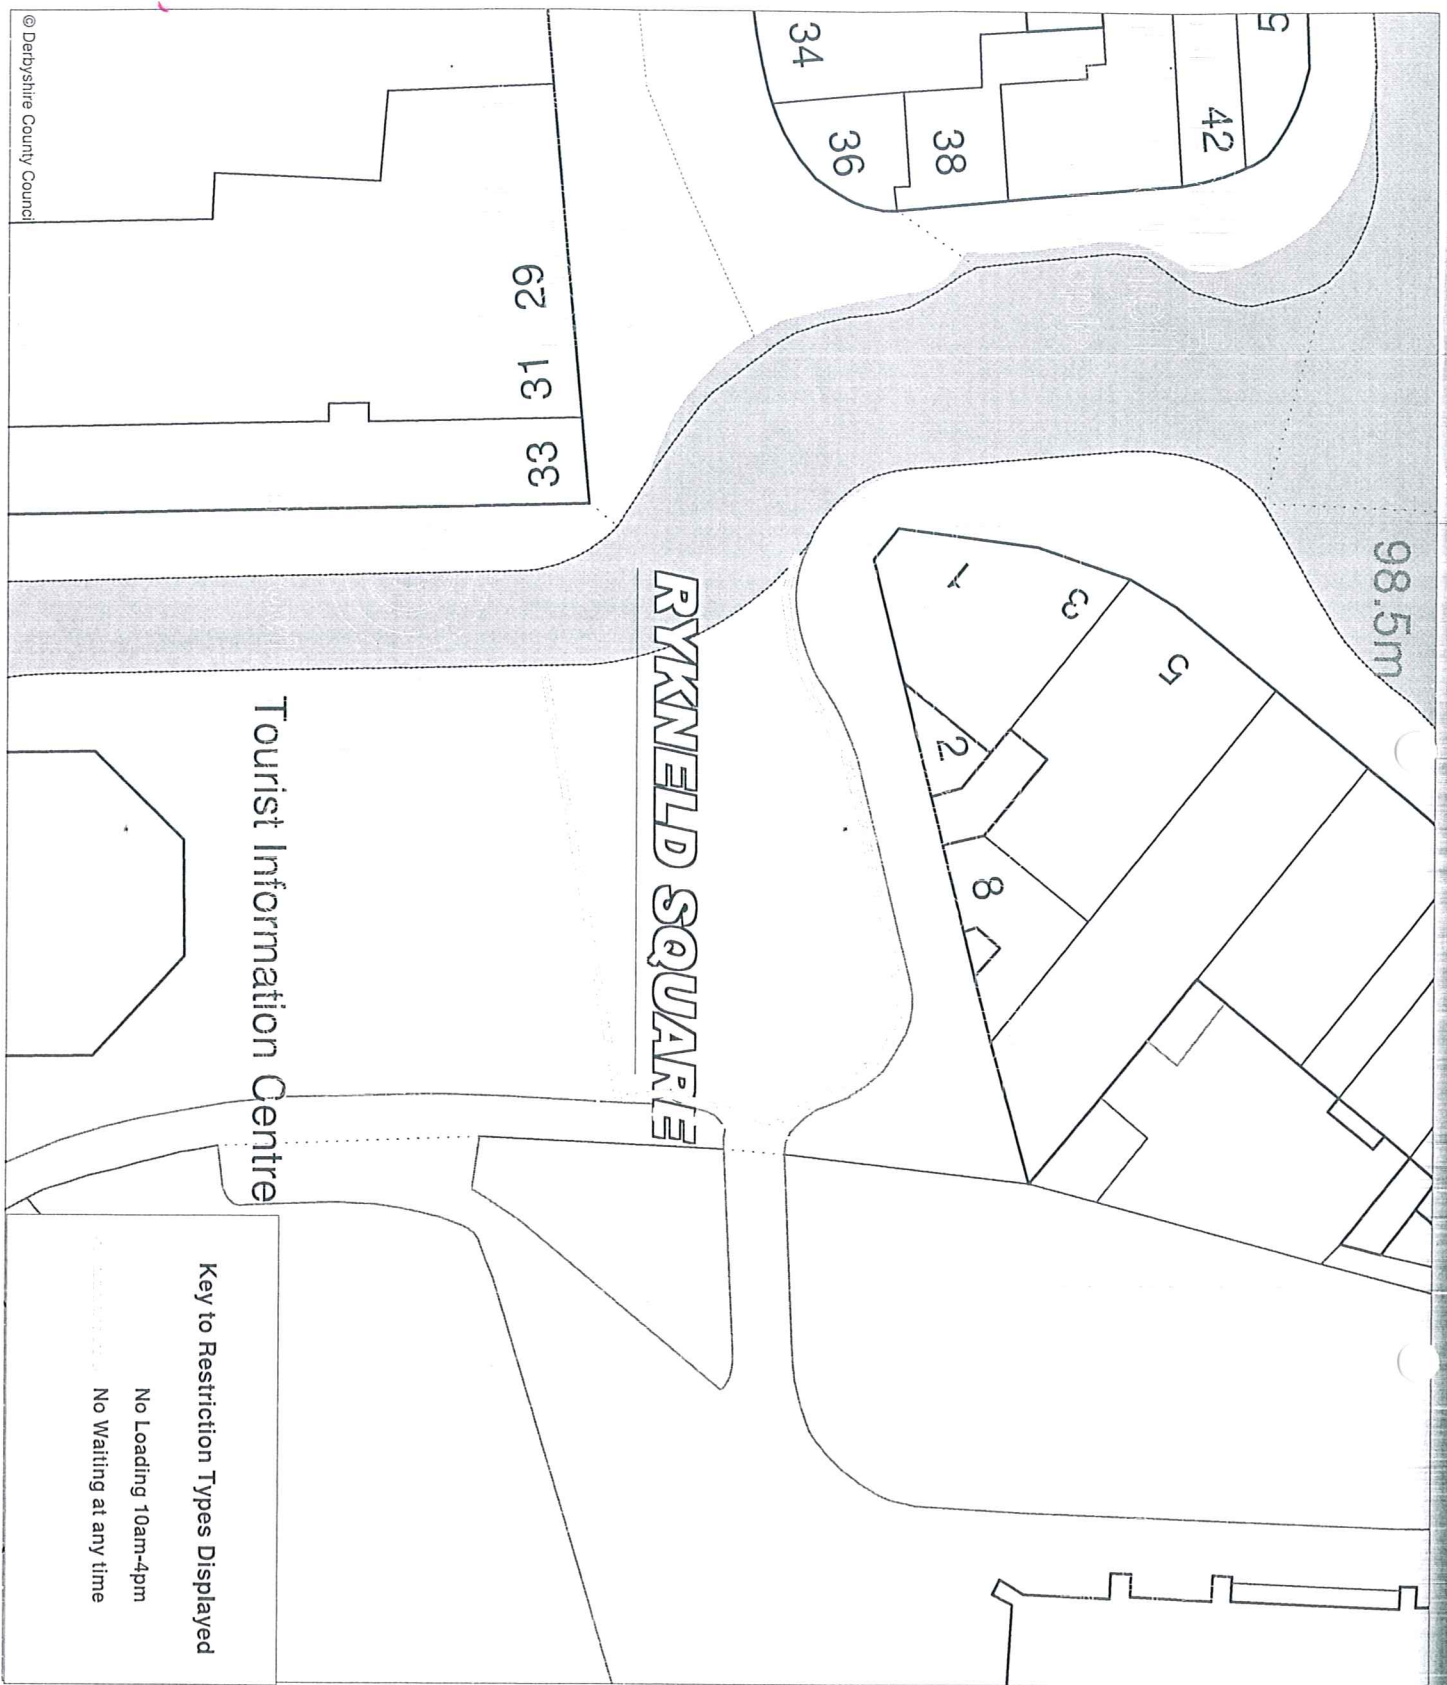 34
36
38
42
5
29
31
33
98.5m
1
3
5
2
8
RYKNELD SQUARE
Tourist Information Centre
Key to Restriction Types Displayed
No Loading 10am-4pm
No Waiting at any time
© Derbyshire County Council